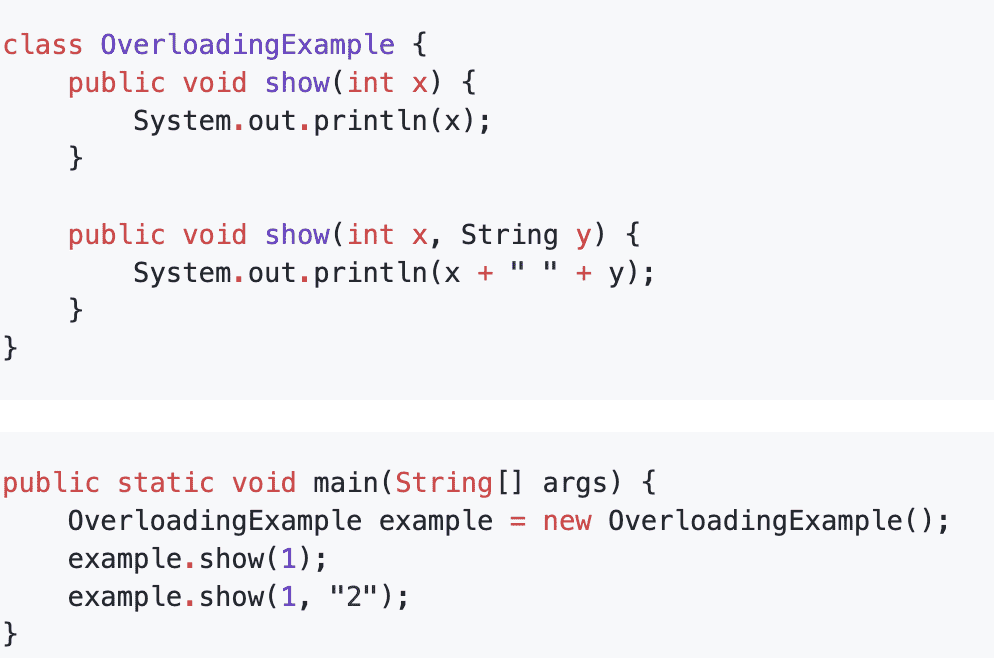 class OverloadingExample {
    public void show(int x) {
        System.out.println(x);
    }

    public void show(int x, String y) {
        System.out.println(x + " " + y);
    }
}

public static void main(String[] args) {
    OverloadingExample example = new OverloadingExample();
    example.show(1);
    example.show(1, "2");
}